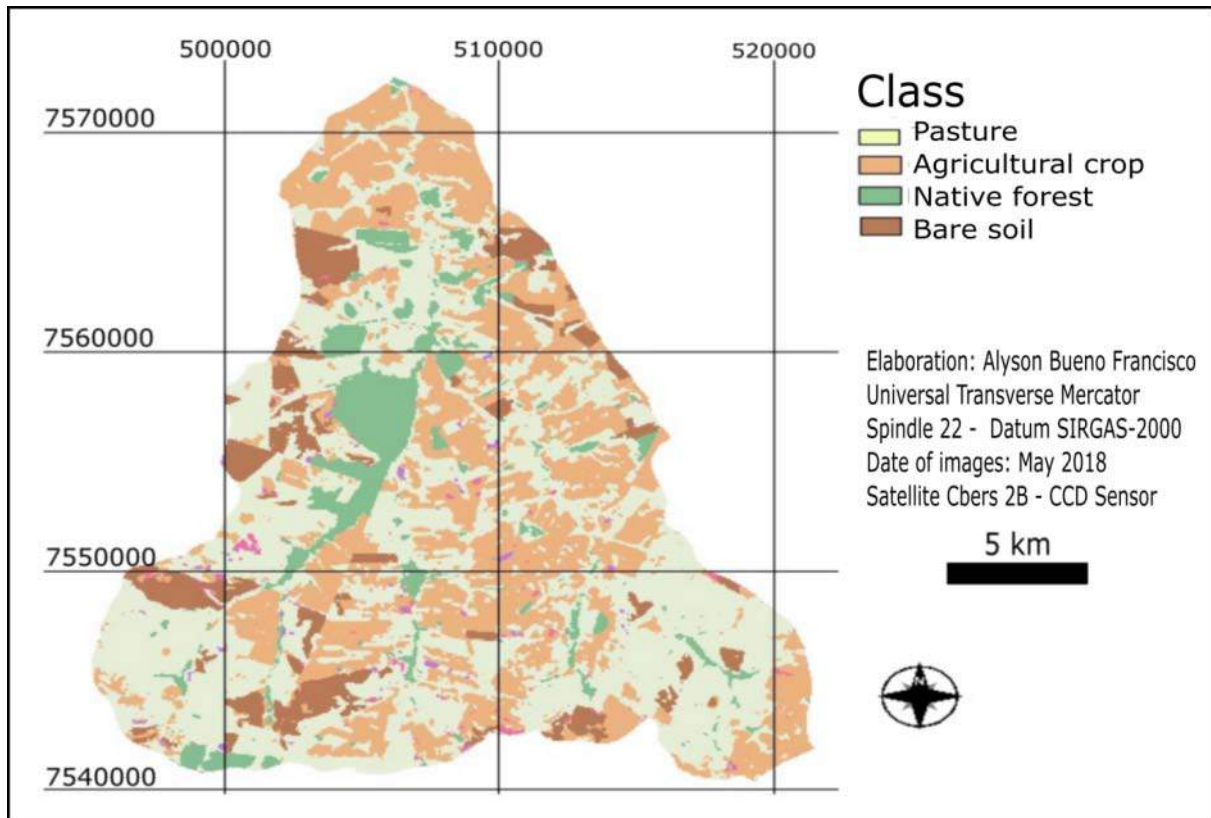 500000 510000 520000
7570000
7560000
7550000
7540000
Class
Pasture
Agricultural crop
Native forest
Bare soil
Elaboration: Alyson Bueno Francisco
Universal Transverse Mercator
Spindle 22 - Datum SIRGAS-2000
Date of images: May 2018
Satellite Cbers 2B - CCD Sensor
5 km
N